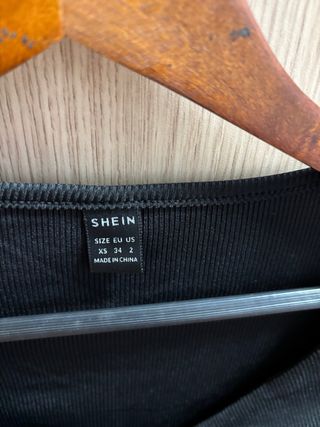 SHEIN
SIZE EU US
XS 34 2
MADE IN CHINA